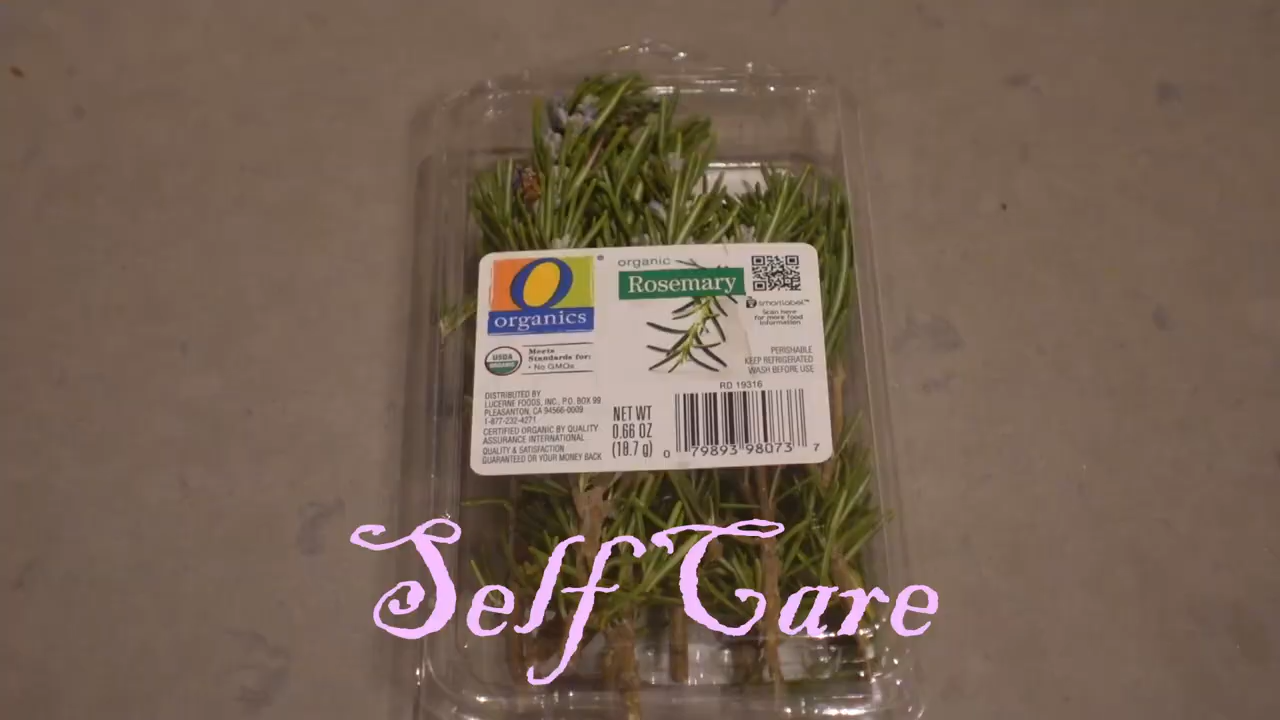 O
organics
organic
Rosemary
smartlabel™
Scan here
for more food
information
USDA
ORGANIC
Meets
Standards for:
• No GMOs
PERISHABLE
KEEP REFRIGERATED
WASH BEFORE USE
RD 19316
DISTRIBUTED BY
LUCERNE FOODS, INC., P.O. BOX 99
PLEASANTON, CA 94566-0009
1-877-232-4271
CERTIFIED ORGANIC BY QUALITY
ASSURANCE INTERNATIONAL
QUALITY & SATISFACTION
GUARANTEED OR YOUR MONEY BACK
NET WT
0.66 OZ
(18.7 g)
0 79893 98073 7
Self Care